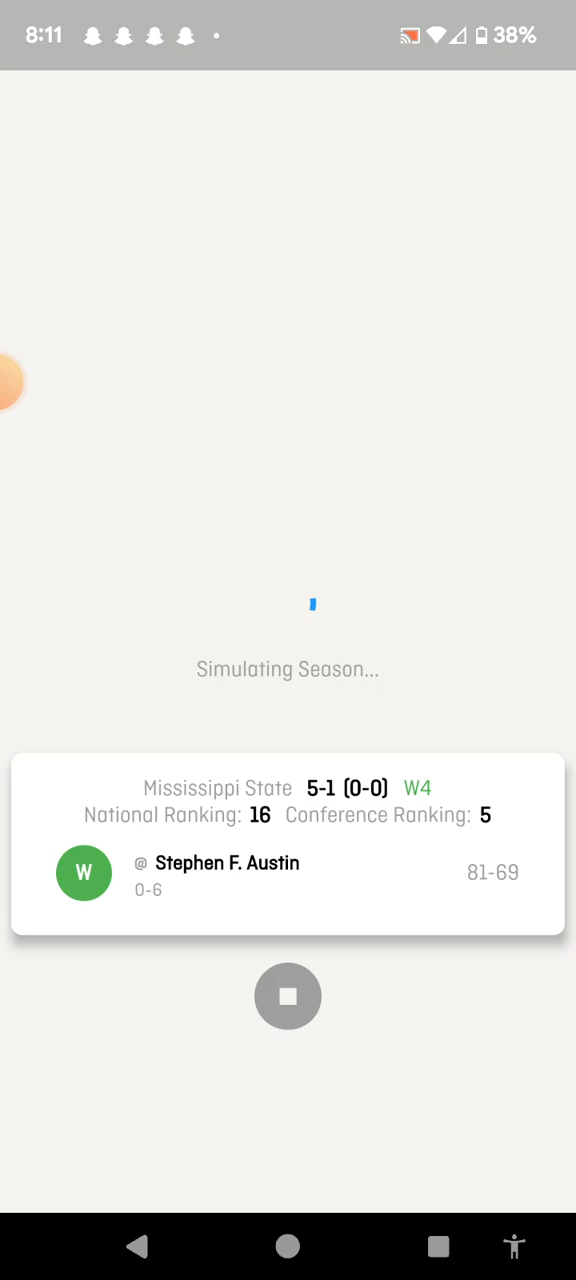 8:11 38%
Simulating Season...
Mississippi State 5-1 (0-0) W4
National Ranking: 16 Conference Ranking: 5
W @ Stephen F. Austin 81-69
0-6